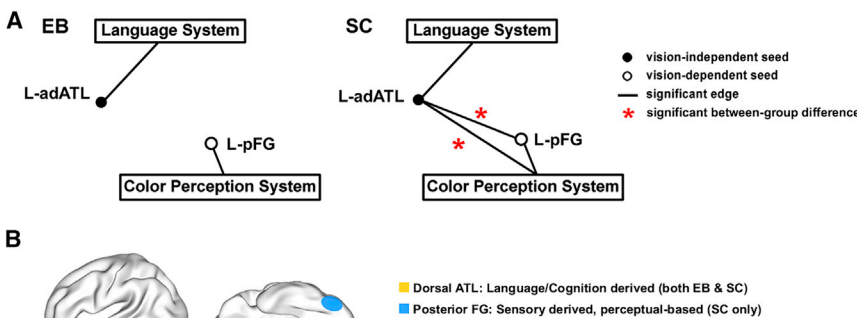 A
EB
Language System
L-adATL
L-pFG
Color Perception System
SC
Language System
L-adATL
*
*
L-pFG
Color Perception System
vision-independent seed
vision-dependent seed
significant edge
* significant between-group difference
B
Dorsal ATL: Language/Cognition derived (both EB & SC)
Posterior FG: Sensory derived, perceptual-based (SC only)